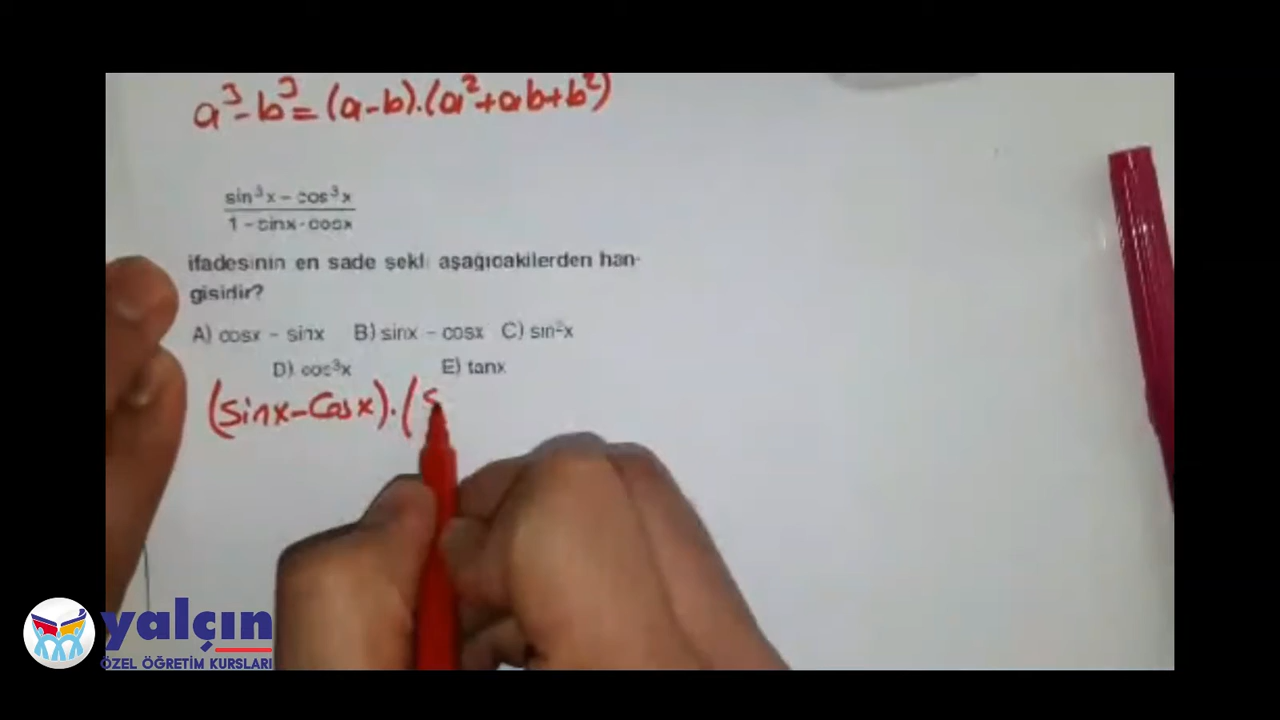 a³-b³=(a-b).(a²+ab+b²)
sin³x - cos³x
1 - sinx · cosx
ifadesinin en sade şekli aşağıdakilerden han-
gisidir?
A) cosx - sinx B) sinx - cosx C) sin²x
D) cos³x E) tanx
(sinx-Cosx).(s
yalçın
ÖZEL ÖĞRETİM KURSLARI